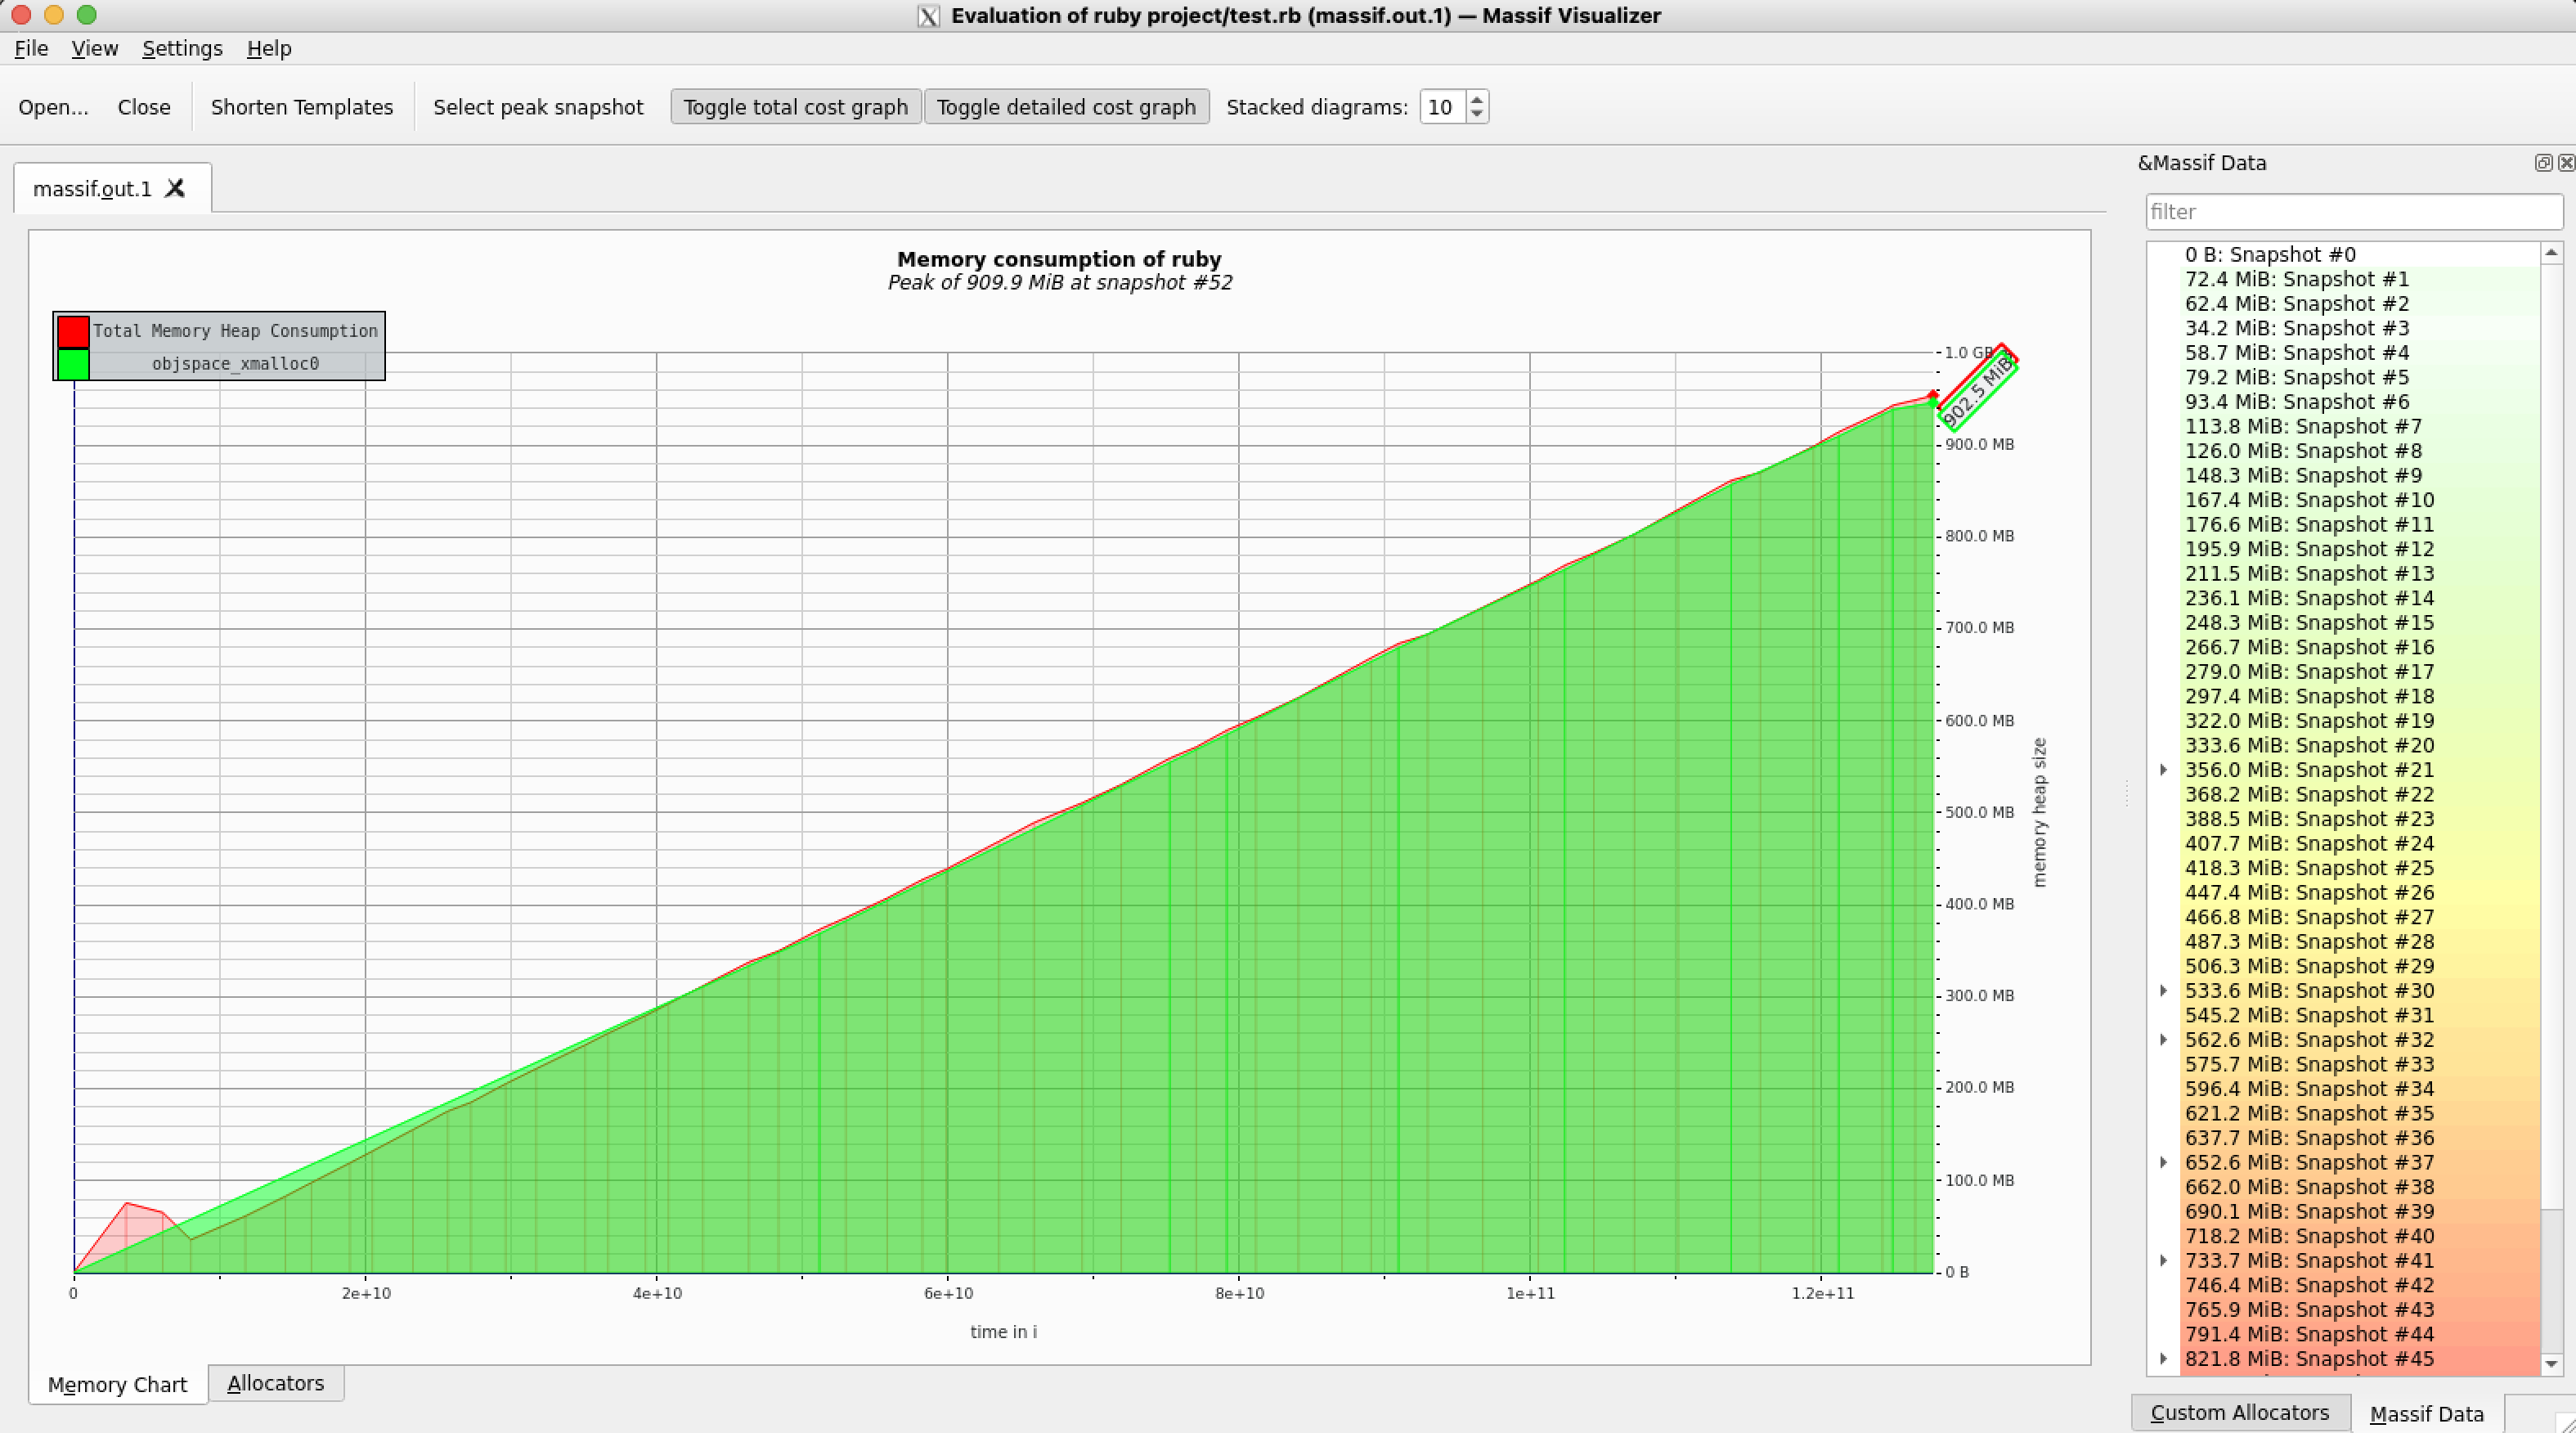 Evaluation of ruby project/test.rb (massif.out.1) — Massif Visualizer
File View Settings Help
Open... Close Shorten Templates Select peak snapshot Toggle total cost graph Toggle detailed cost graph Stacked diagrams: 10
massif.out.1
Memory consumption of ruby
Peak of 909.9 MiB at snapshot #52
Total Memory Heap Consumption
objspace_xmalloc0
902.5 MiB
1.0 GB
900.0 MB
800.0 MB
700.0 MB
600.0 MB
500.0 MB
400.0 MB
300.0 MB
200.0 MB
100.0 MB
0 B
memory heap size
0 2e+10 4e+10 6e+10 8e+10 1e+11 1.2e+11
time in i
Memory Chart Allocators
&Massif Data
filter
0 B: Snapshot #0
72.4 MiB: Snapshot #1
62.4 MiB: Snapshot #2
34.2 MiB: Snapshot #3
58.7 MiB: Snapshot #4
79.2 MiB: Snapshot #5
93.4 MiB: Snapshot #6
113.8 MiB: Snapshot #7
126.0 MiB: Snapshot #8
148.3 MiB: Snapshot #9
167.4 MiB: Snapshot #10
176.6 MiB: Snapshot #11
195.9 MiB: Snapshot #12
211.5 MiB: Snapshot #13
236.1 MiB: Snapshot #14
248.3 MiB: Snapshot #15
266.7 MiB: Snapshot #16
279.0 MiB: Snapshot #17
297.4 MiB: Snapshot #18
322.0 MiB: Snapshot #19
333.6 MiB: Snapshot #20
356.0 MiB: Snapshot #21
368.2 MiB: Snapshot #22
388.5 MiB: Snapshot #23
407.7 MiB: Snapshot #24
418.3 MiB: Snapshot #25
447.4 MiB: Snapshot #26
466.8 MiB: Snapshot #27
487.3 MiB: Snapshot #28
506.3 MiB: Snapshot #29
533.6 MiB: Snapshot #30
545.2 MiB: Snapshot #31
562.6 MiB: Snapshot #32
575.7 MiB: Snapshot #33
596.4 MiB: Snapshot #34
621.2 MiB: Snapshot #35
637.7 MiB: Snapshot #36
652.6 MiB: Snapshot #37
662.0 MiB: Snapshot #38
690.1 MiB: Snapshot #39
718.2 MiB: Snapshot #40
733.7 MiB: Snapshot #41
746.4 MiB: Snapshot #42
765.9 MiB: Snapshot #43
791.4 MiB: Snapshot #44
821.8 MiB: Snapshot #45
Custom Allocators Massif Data